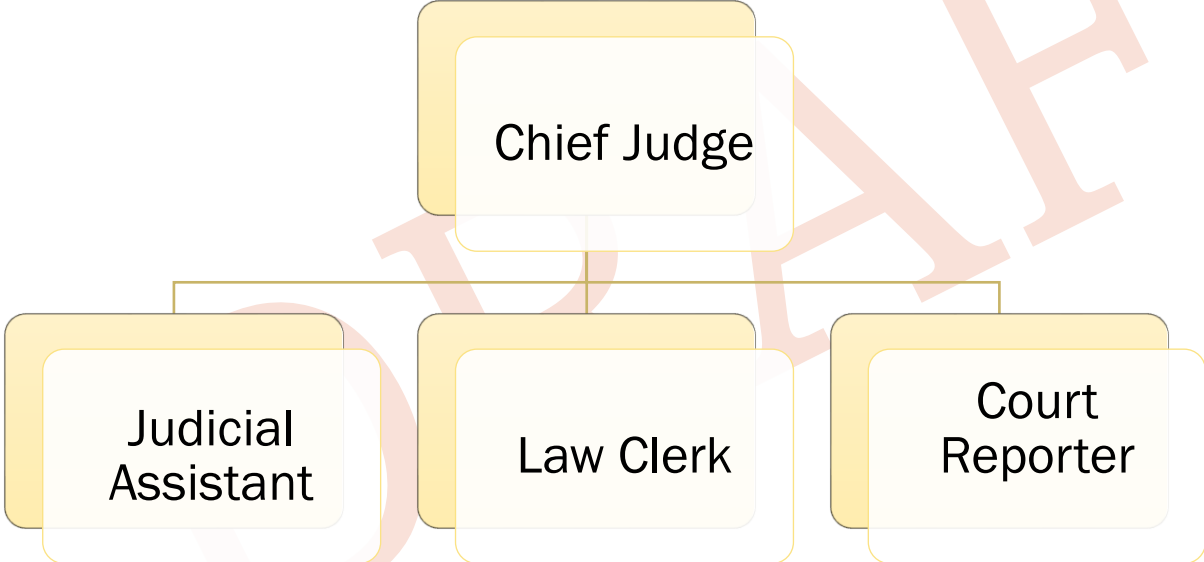 Chief Judge
Judicial
Assistant
Law Clerk
Court
Reporter